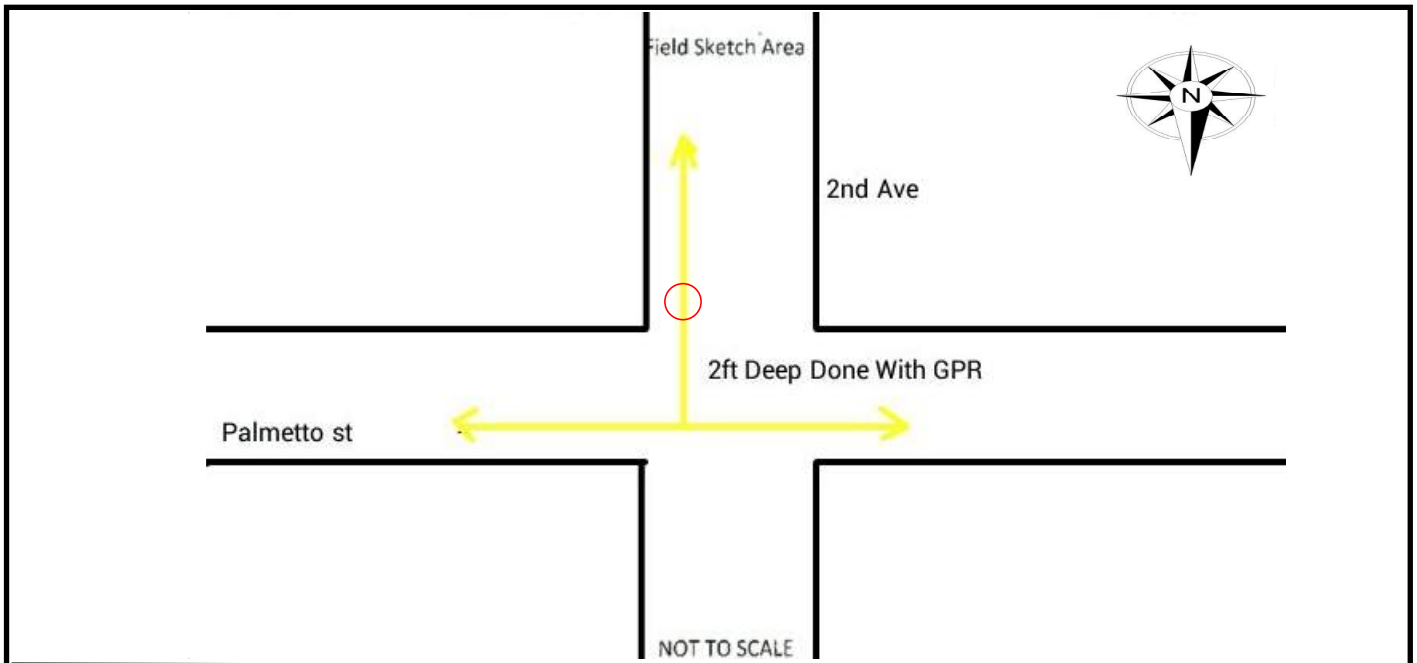 Field Sketch Area
N
2nd Ave
2ft Deep Done With GPR
Palmetto st
NOT TO SCALE